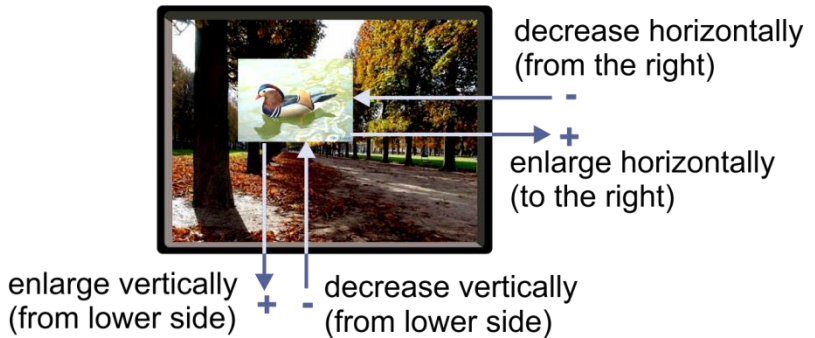 decrease horizontally
(from the right)
-
+
enlarge horizontally
(to the right)
enlarge vertically
(from lower side)
+
-
decrease vertically
(from lower side)